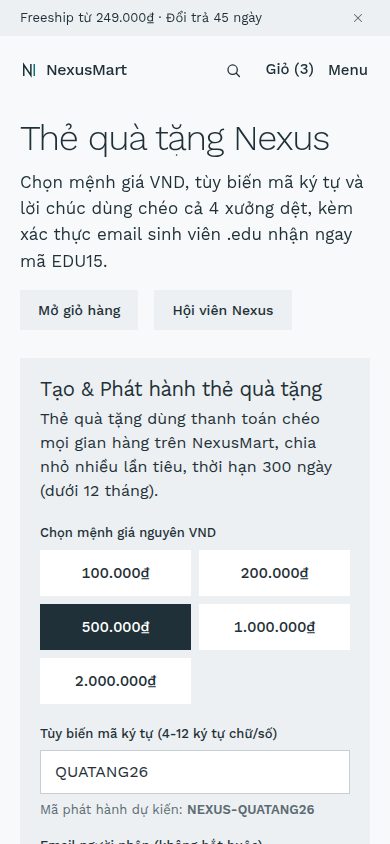 Freeship từ 249.000₫ · Đổi trả 45 ngày
NexusMart
Giỏ (3)
Menu
Thẻ quà tặng Nexus
Chọn mệnh giá VND, tùy biến mã ký tự và
lời chúc dùng chéo cả 4 xưởng dệt, kèm
xác thực email sinh viên .edu nhận ngay
mã EDU15.
Mở giỏ hàng
Hội viên Nexus
Tạo & Phát hành thẻ quà tặng
Thẻ quà tặng dùng thanh toán chéo
mọi gian hàng trên NexusMart, chia
nhỏ nhiều lần tiêu, thời hạn 300 ngày
(dưới 12 tháng).
Chọn mệnh giá nguyên VND
100.000₫
200.000₫
500.000₫
1.000.000₫
2.000.000₫
Tùy biến mã ký tự (4-12 ký tự chữ/số)
QUATANG26
Mã phát hành dự kiến: NEXUS-QUATANG26
Email người nhận (không bắt buộc)